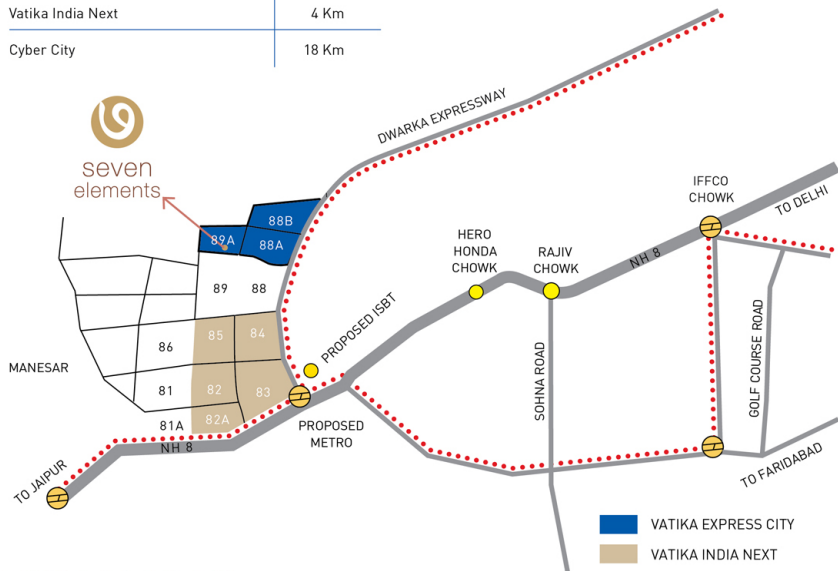 Vatika India Next 4 Km
Cyber City 18 Km
DWARKA EXPRESSWAY
seven
elements
IFFCO
CHOWK
TO DELHI
88B
89A
88A
HERO
HONDA
CHOWK
RAJIV
CHOWK
NH 8
89
88
PROPOSED ISBT
86
85
84
MANESAR
81
82
83
SOHNA ROAD
GOLF COURSE ROAD
81A
82A
PROPOSED
METRO
NH 8
TO JAIPUR
TO FARIDABAD
VATIKA EXPRESS CITY
VATIKA INDIA NEXT